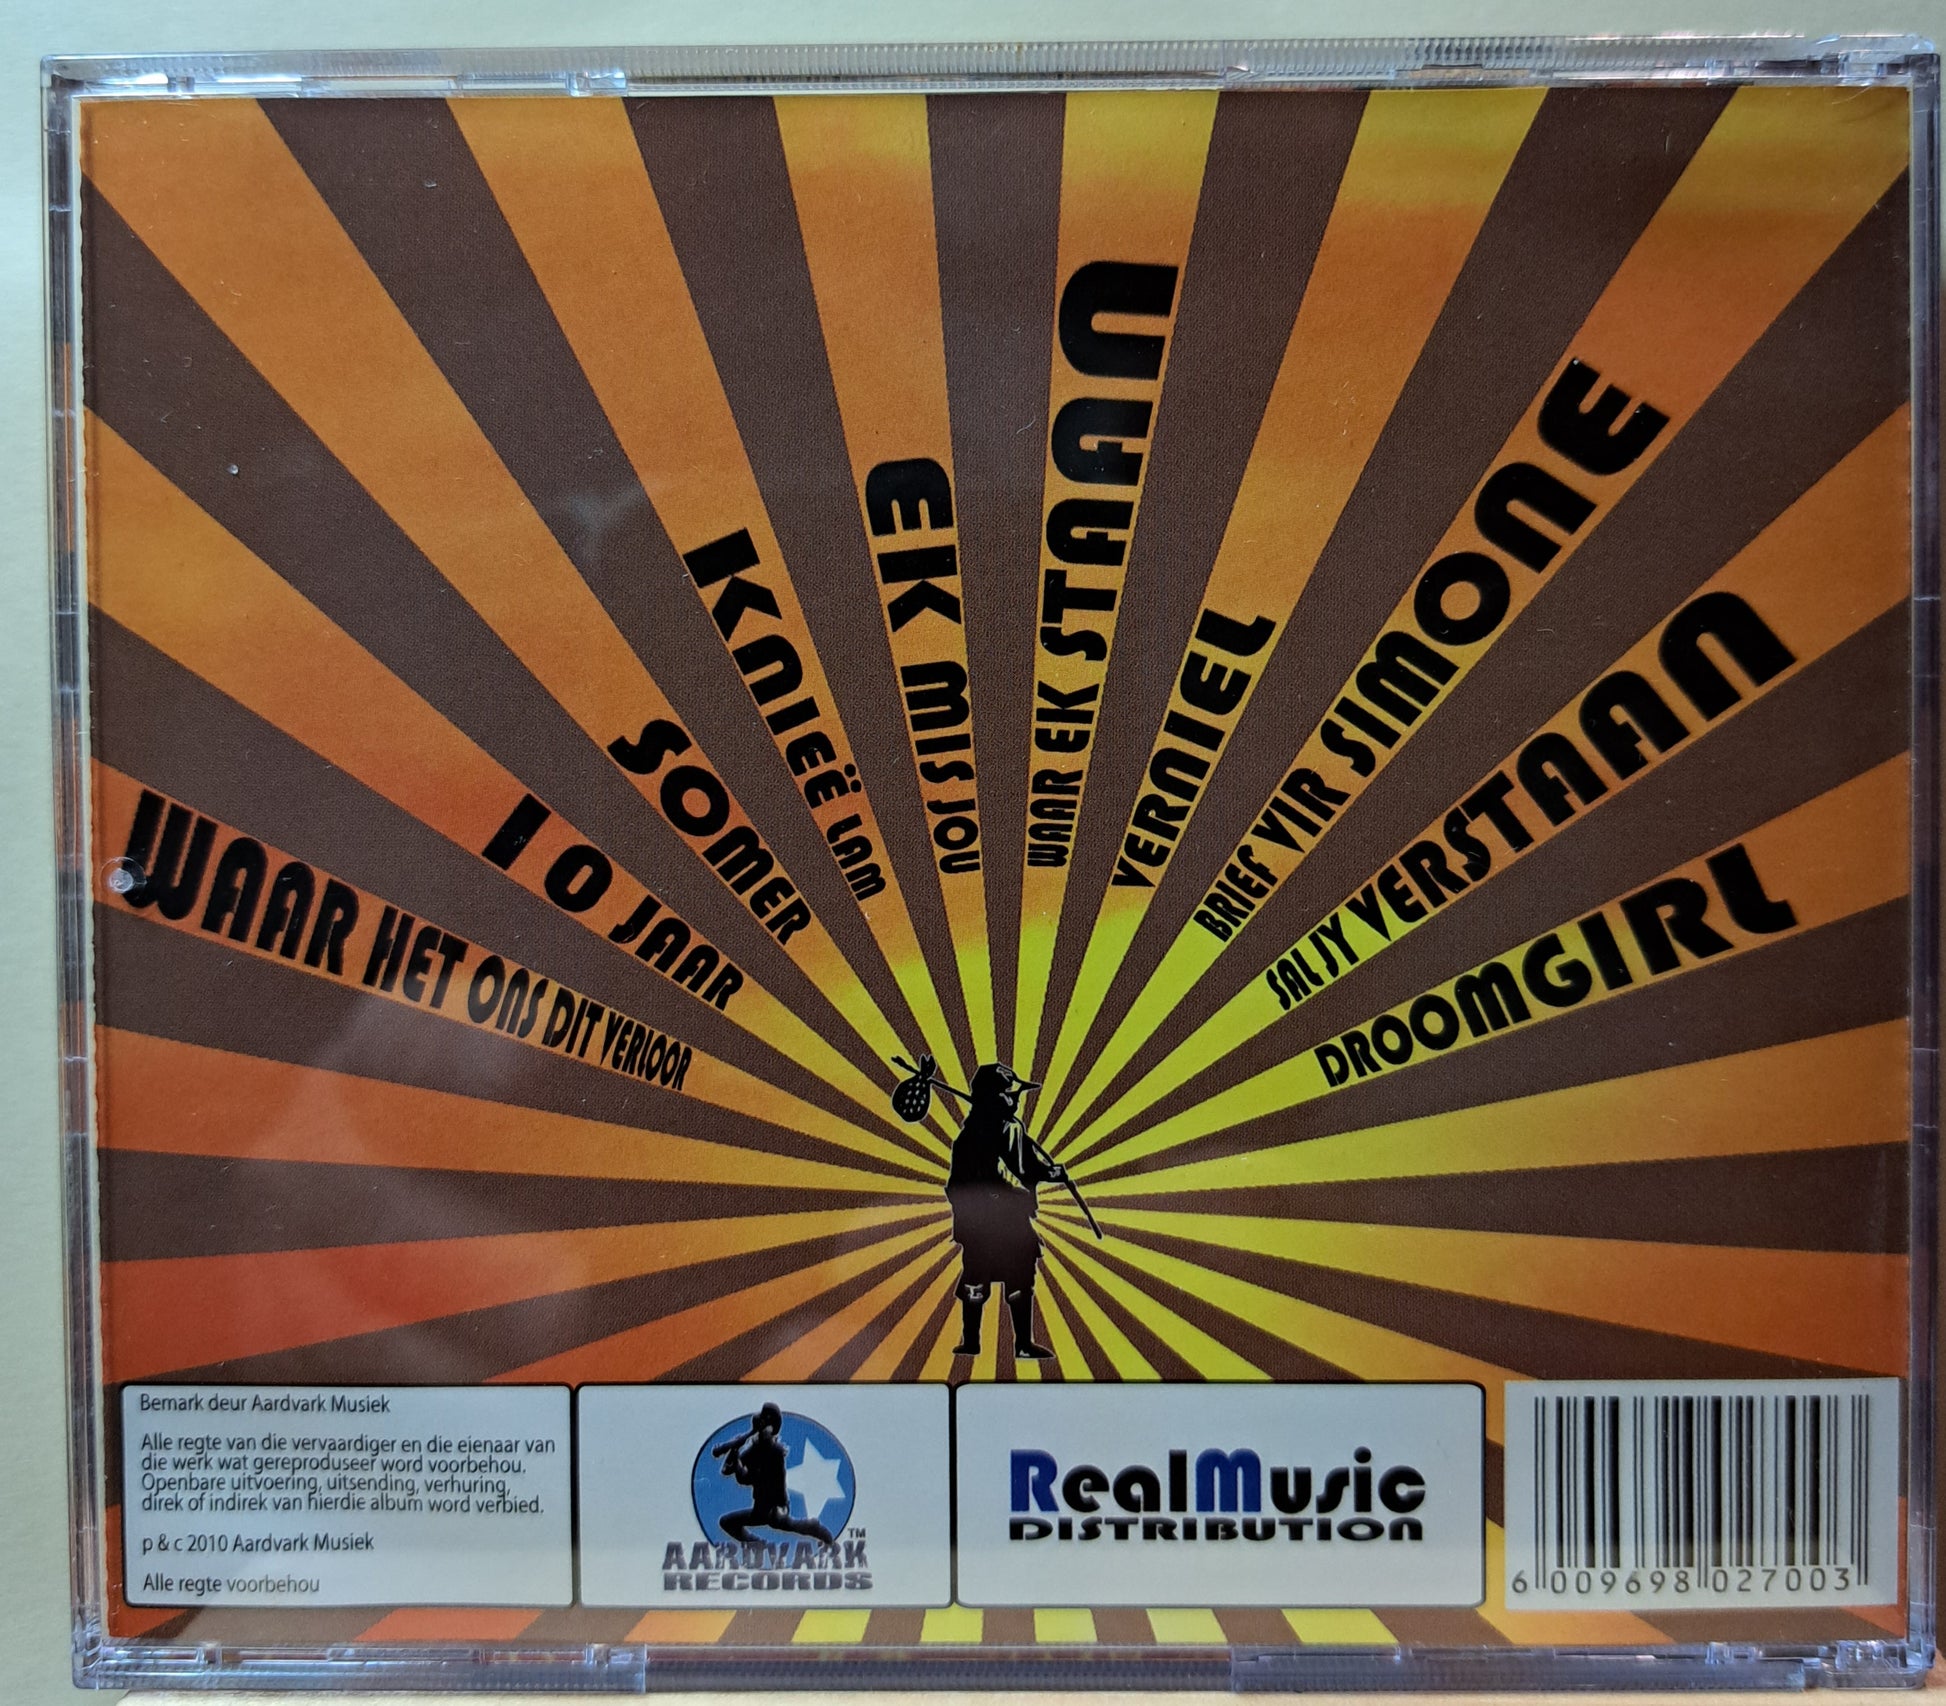 WAAR HET ONS DIT VERLOOR
10 JAAR
SOMER
KNIEË LAM
EK MIS JOU
WAAR EK STAAN
VERNIEL
BRIEF VIR SIMONE
SAL JY VERSTAAN
DROOMGIRL
Bemark deur Aardvark Musiek
Alle regte van die vervaardiger en die eienaar van
die werk wat gereproduseer word voorbehou.
Openbare uitvoering, uitsending, verhuring,
direk of indirek van hierdie album word verbied.
p & c 2010 Aardvark Musiek
Alle regte voorbehou
AARDVARK
RECORDS
TM
RealMusic
DISTRIBUTION
6 009698 027003